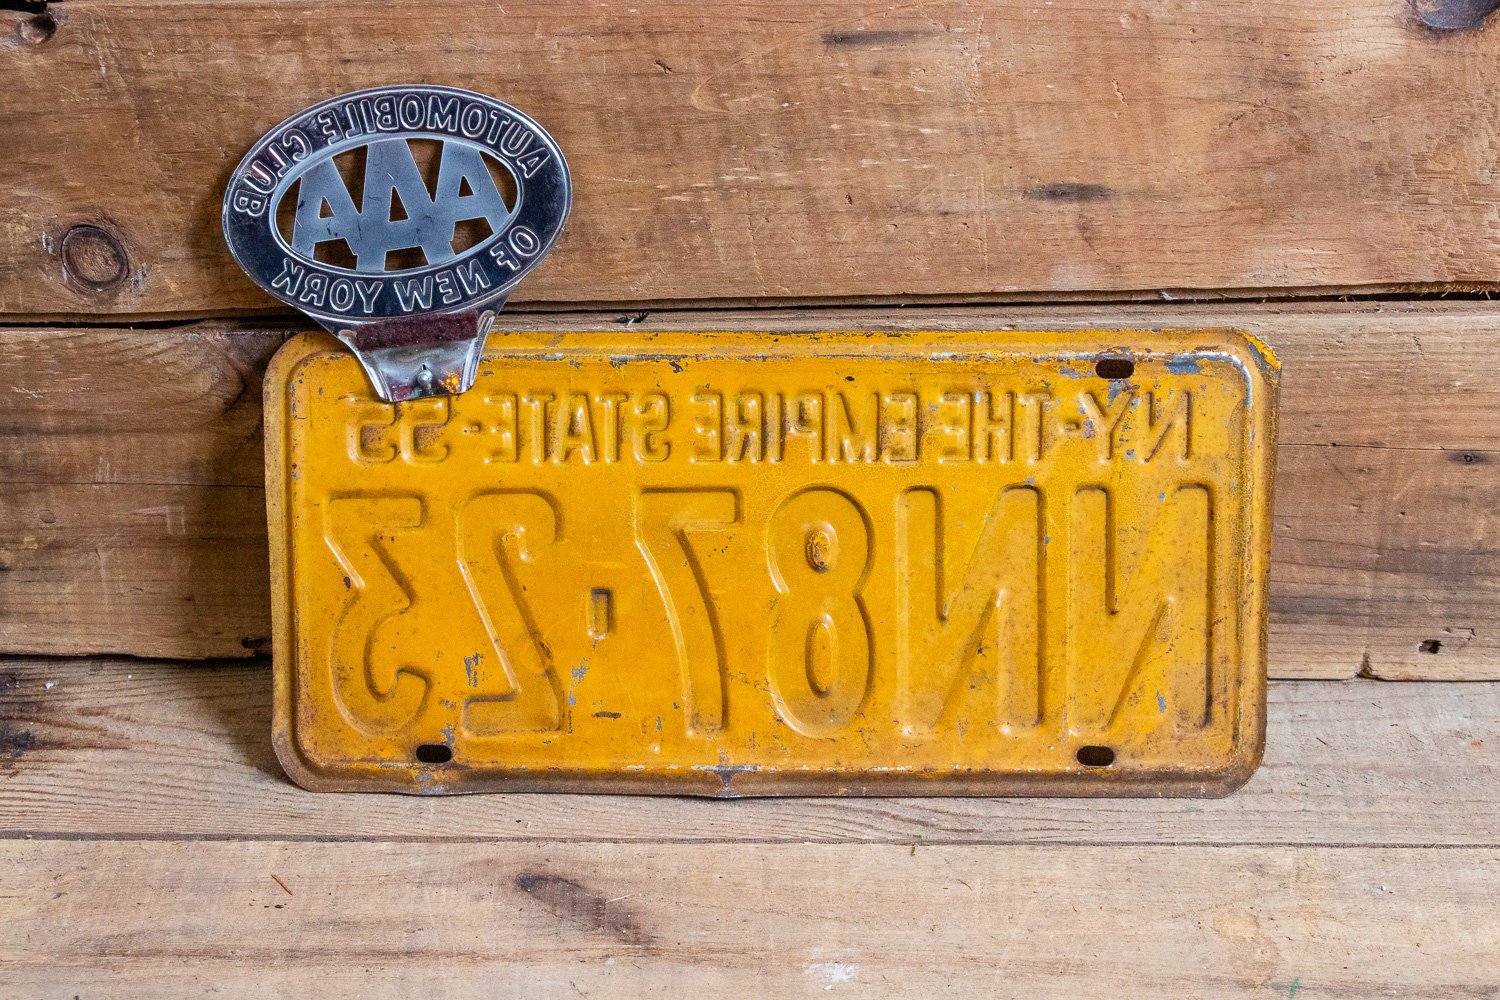 AUTOMOBILE CLUB
AAA
OF NEW YORK
NY-THE EMPIRE STATE-55
NN87-23